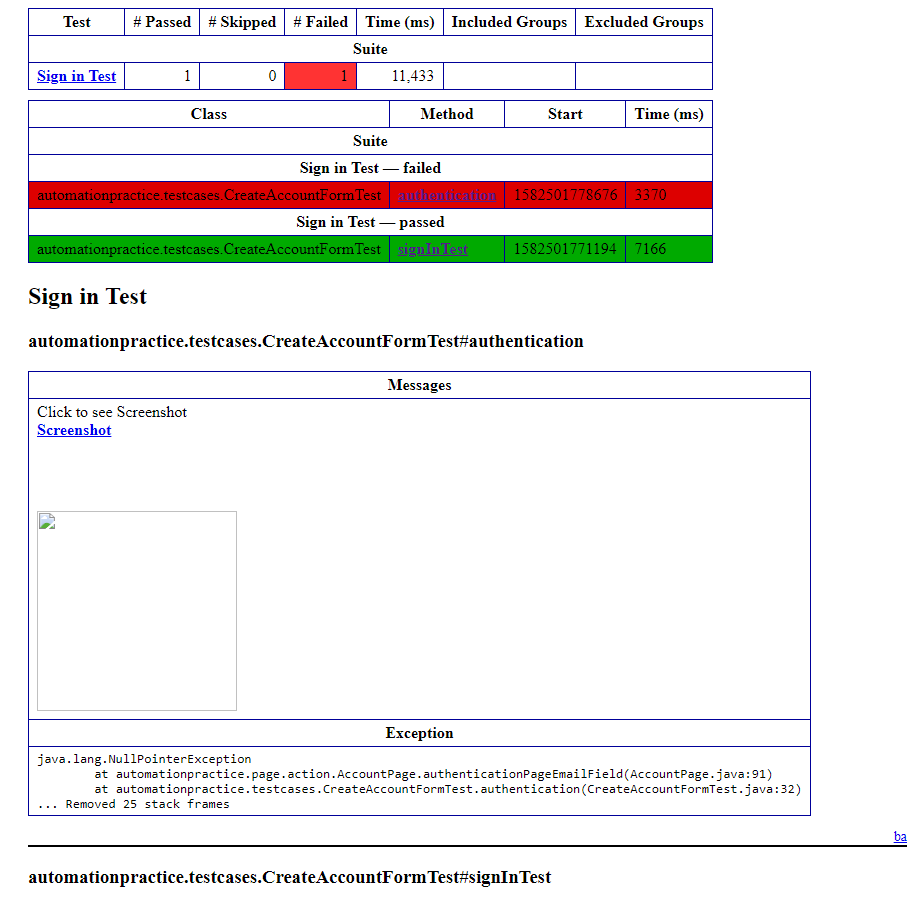 Test # Passed # Skipped # Failed Time (ms) Included Groups Excluded Groups
Suite
Sign in Test 1 0 1 11,433
Class Method Start Time (ms)
Suite
Sign in Test — failed
automationpractice.testcases.CreateAccountFormTest authentication 1582501778676 3370
Sign in Test — passed
automationpractice.testcases.CreateAccountFormTest signInTest 1582501771194 7166
Sign in Test
automationpractice.testcases.CreateAccountFormTest#authentication
Messages
Click to see Screenshot
Screenshot
Exception
java.lang.NullPointerException
at automationpractice.page.action.AccountPage.authenticationPageEmailField(AccountPage.java:91)
at automationpractice.testcases.CreateAccountFormTest.authentication(CreateAccountFormTest.java:32)
... Removed 25 stack frames
ba
automationpractice.testcases.CreateAccountFormTest#signInTest